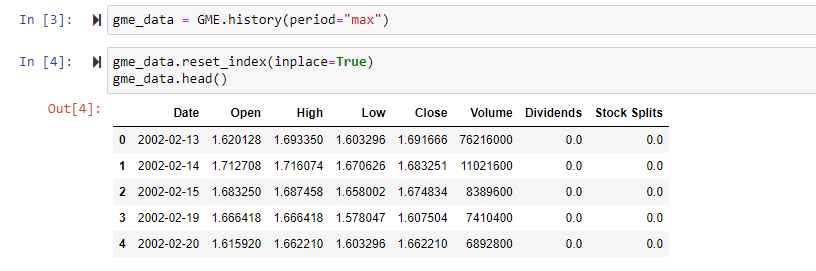 In [3]: gme_data = GME.history(period="max")
In [4]: gme_data.reset_index(inplace=True)
gme_data.head()
Out[4]:
Date Open High Low Close Volume Dividends Stock Splits
0 2002-02-13 1.620128 1.693350 1.603296 1.691666 76216000 0.0 0.0
1 2002-02-14 1.712708 1.716074 1.670626 1.683251 11021600 0.0 0.0
2 2002-02-15 1.683250 1.687458 1.658002 1.674834 8389600 0.0 0.0
3 2002-02-19 1.666418 1.666418 1.578047 1.607504 7410400 0.0 0.0
4 2002-02-20 1.615920 1.662210 1.603296 1.662210 6892800 0.0 0.0